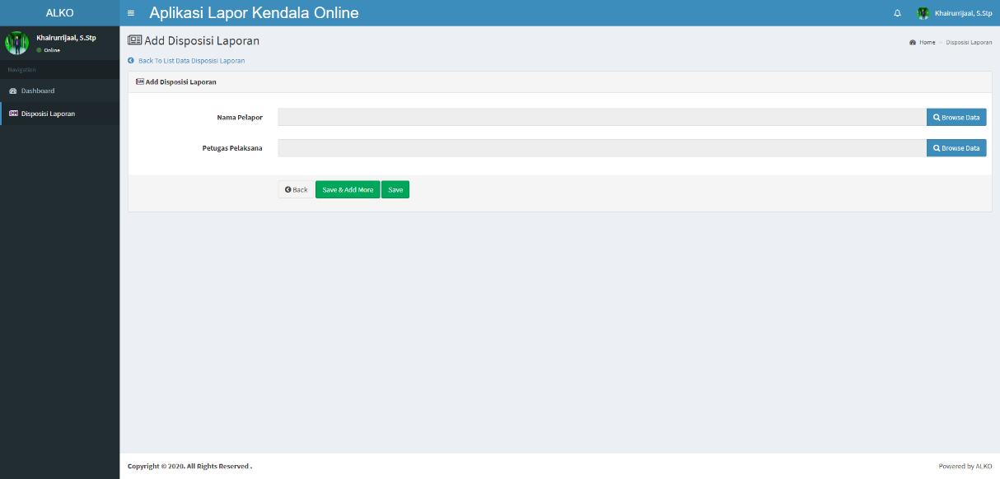 ALKO
Aplikasi Lapor Kendala Online
Khairurrijaal, S.Stp
Khairurrijaal, S.Stp
Online
Navigation
Dashboard
Disposisi Laporan
Add Disposisi Laporan
Home > Disposisi Laporan
Back To List Data Disposisi Laporan
Add Disposisi Laporan
Nama Pelapor Browse Data
Petugas Pelaksana Browse Data
Back Save & Add More Save
Copyright © 2020. All Rights Reserved . Powered by ALKO